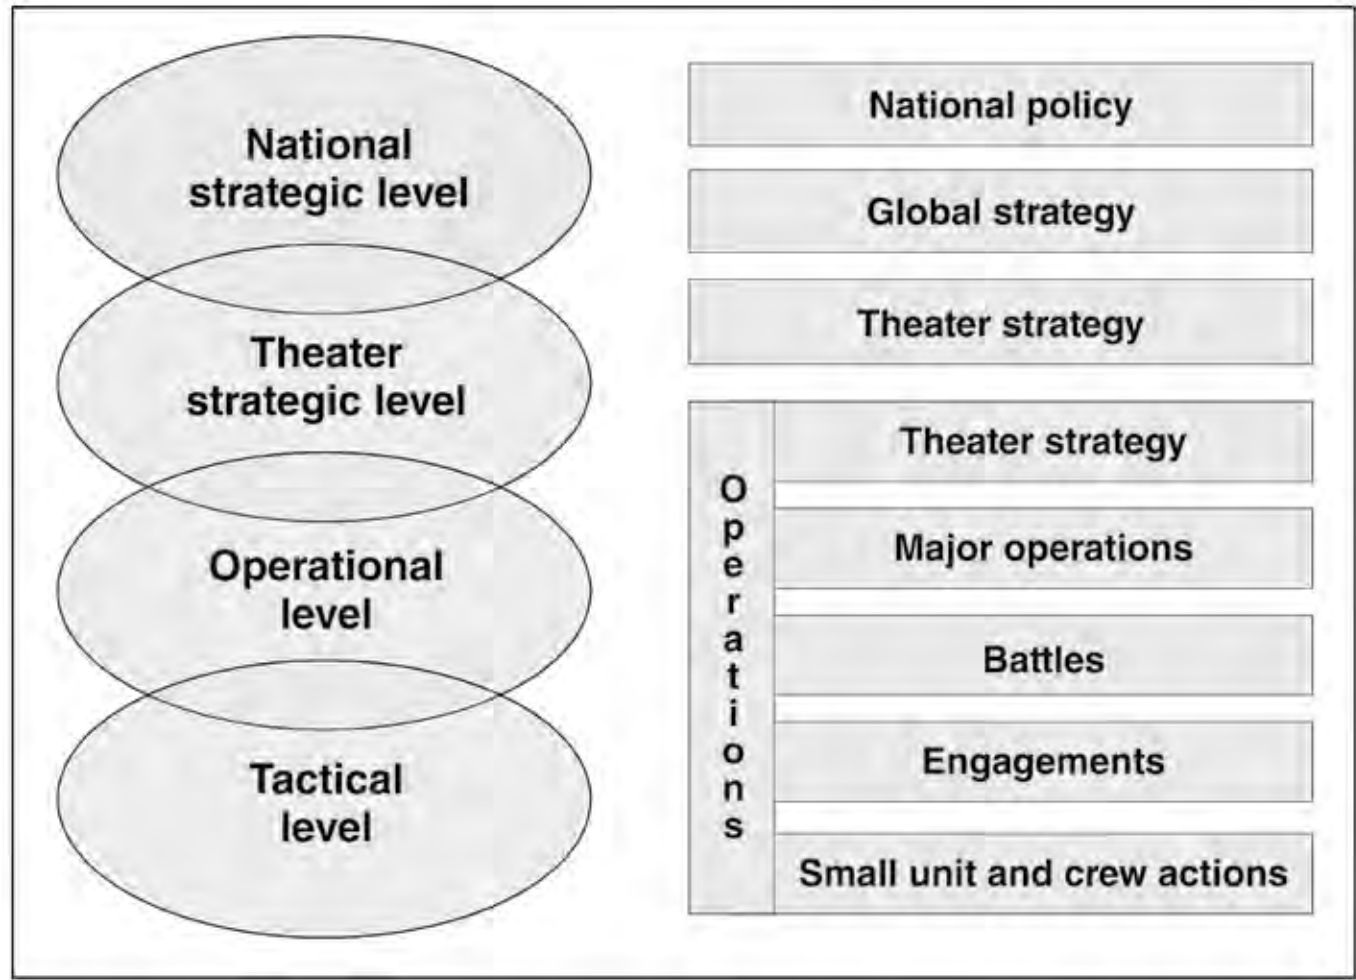 National
strategic level
Theater
strategic level
Operational
level
Tactical
level
National policy
Global strategy
Theater strategy
Operations
Theater strategy
Major operations
Battles
Engagements
Small unit and crew actions